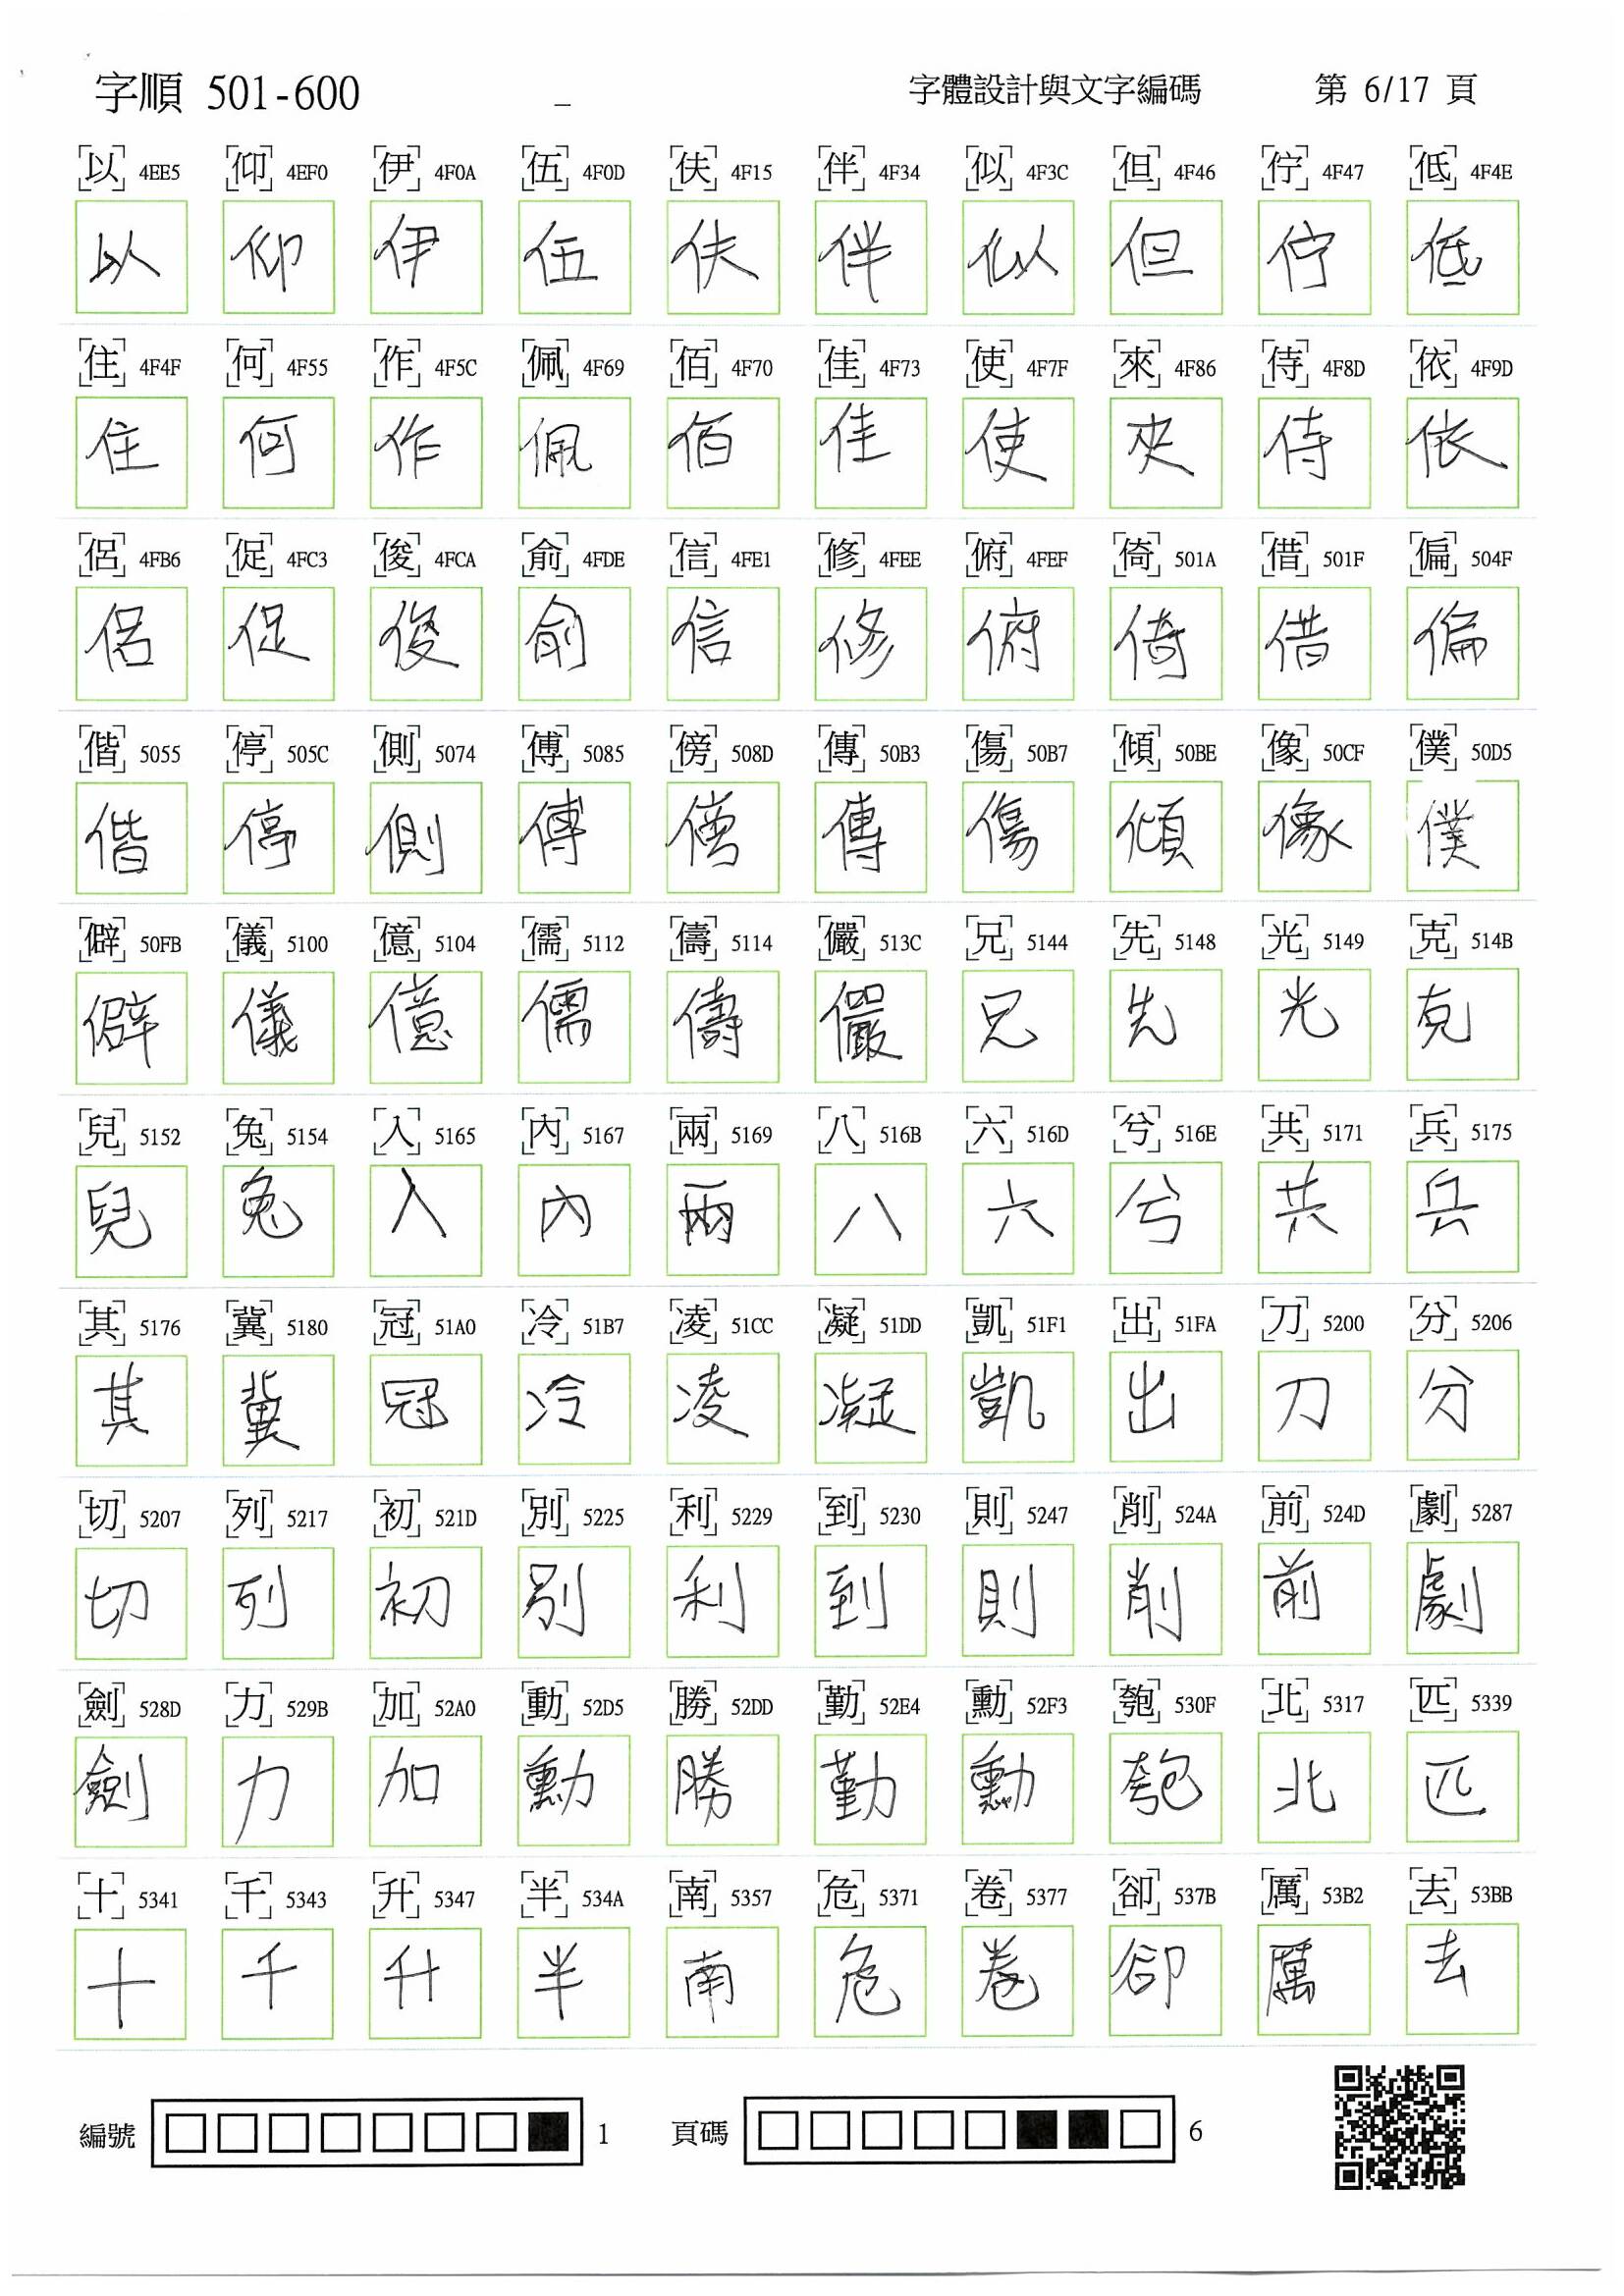 字順 501-600 _ 字體設計與文字編碼 第 6/17 頁
以 4EE5 仰 4EF0 伊 4F0A 伍 4F0D 伕 4F15 伴 4F34 似 4F3C 但 4F46 佇 4F47 低 4F4E
以 仰 伊 伍 伕 伴 似 但 佇 低
住 4F4F 何 4F55 作 4F5C 佩 4F69 佰 4F70 佳 4F73 使 4F7F 來 4F86 侍 4F8D 依 4F9D
住 何 作 佩 佰 佳 使 來 侍 依
侶 4FB6 促 4FC3 俊 4FCA 俞 4FDE 信 4FE1 修 4FEE 俯 4FEF 倚 501A 借 501F 偏 504F
侶 促 俊 俞 信 修 俯 倚 借 偏
偕 5055 停 505C 側 5074 傅 5085 傍 508D 傳 50B3 傷 50B7 傾 50BE 像 50CF 僕 50D5
偕 停 側 傅 傍 傳 傷 傾 像 僕
僻 50FB 儀 5100 億 5104 儒 5112 儔 5114 儼 513C 兄 5144 先 5148 光 5149 克 514B
僻 儀 億 儒 儔 儼 兄 先 光 克
兒 5152 兔 5154 入 5165 內 5167 兩 5169 八 516B 六 516D 兮 516E 共 5171 兵 5175
兒 兔 入 內 兩 八 六 兮 共 兵
其 5176 冀 5180 冠 51A0 冷 51B7 凌 51CC 凝 51DD 凱 51F1 出 51FA 刀 5200 分 5206
其 冀 冠 冷 凌 凝 凱 出 刀 分
切 5207 列 5217 初 521D 別 5225 利 5229 到 5230 則 5247 削 524A 前 524D 劇 5287
切 列 初 別 利 到 則 削 前 劇
劍 528D 力 529B 加 52A0 動 52D5 勝 52DD 勤 52E4 勳 52F3 匏 530F 北 5317 匹 5339
劍 力 加 動 勝 勤 勳 匏 北 匹
十 5341 千 5343 升 5347 半 534A 南 5357 危 5371 卷 5377 卻 537B 厲 53B2 去 53BB
十 千 升 半 南 危 卷 卻 厲 去
編號 1 頁碼 6